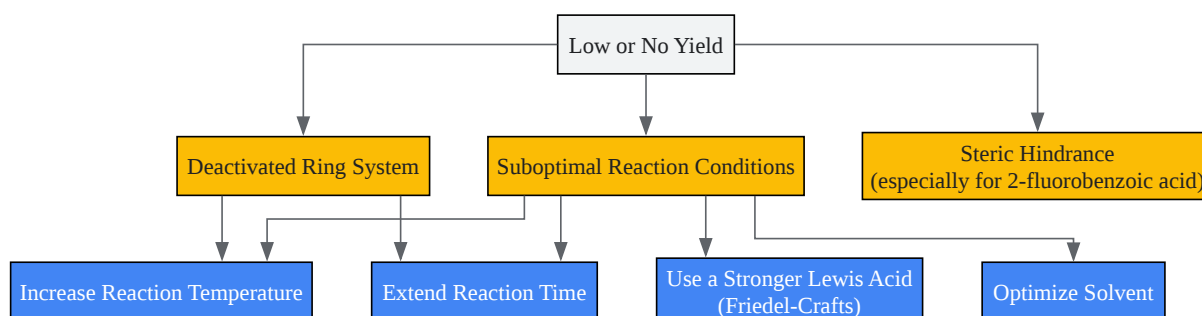 Low or No Yield
Deactivated Ring System
Suboptimal Reaction Conditions
Steric Hindrance
(especially for 2-fluorobenzoic acid)
Increase Reaction Temperature
Extend Reaction Time
Use a Stronger Lewis Acid
(Friedel-Crafts)
Optimize Solvent